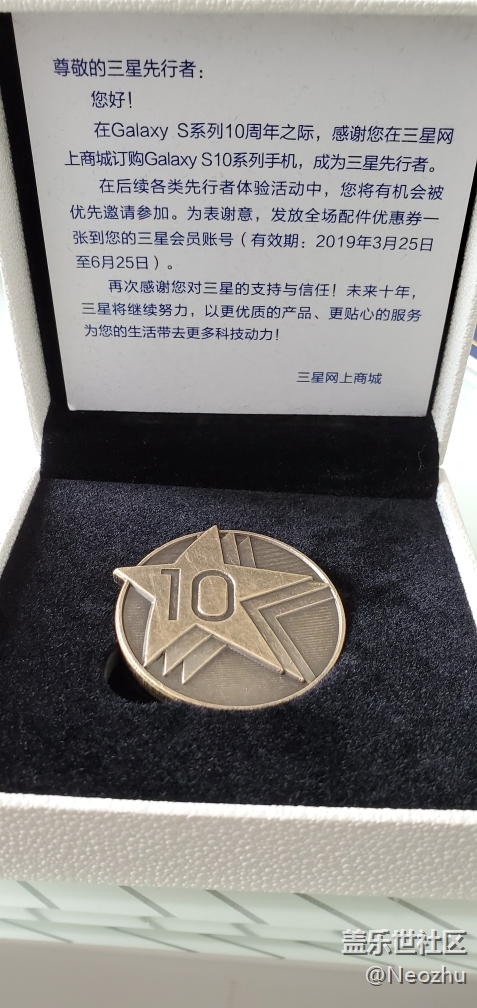 尊敬的三星先行者：
您好！
在Galaxy S系列10周年之际，感谢您在三星网
上商城订购Galaxy S10系列手机，成为三星先行者。
在后续各类先行者体验活动中，您将有机会被
优先邀请参加。为表谢意，发放全场配件优惠券一
张到您的三星会员账号（有效期：2019年3月25日
至6月25日）。
再次感谢您对三星的支持与信任！未来十年，
三星将继续努力，以更优质的产品、更贴心的服务
为您的生活带去更多科技动力！
三星网上商城
10
盖乐世社区
@Neozhu